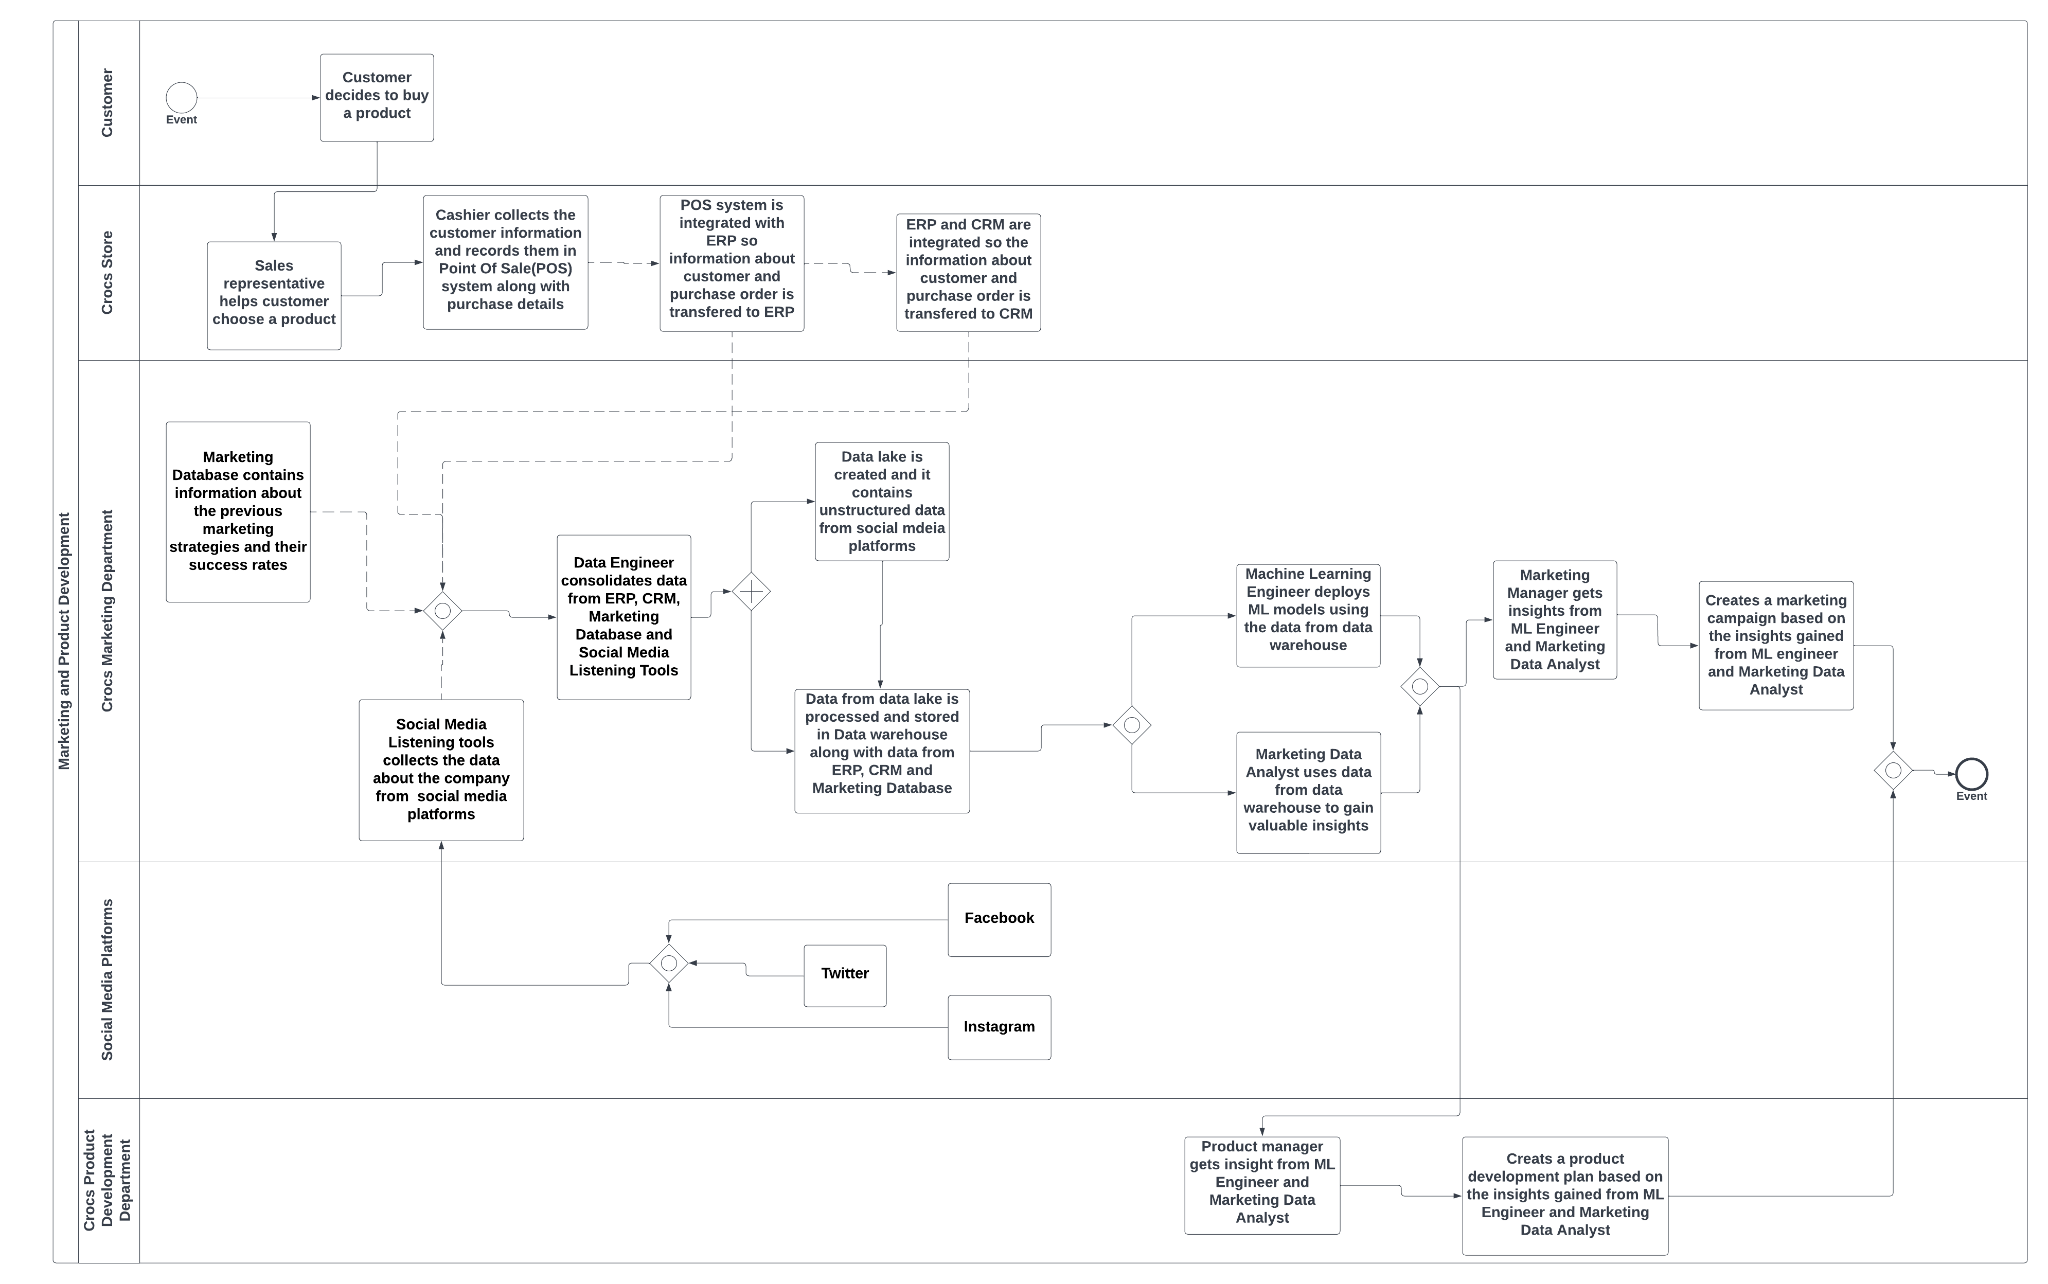 Marketing and Product Development
Customer
Event
Customer
decides to buy
a product
Crocs Store
Sales
representative
helps customer
choose a product
Cashier collects the
customer information
and records them in
Point Of Sale(POS)
system along with
purchase details
POS system is
integrated with
ERP so
information about
customer and
purchase order is
transfered to ERP
ERP and CRM are
integrated so the
information about
customer and
purchase order is
transfered to CRM
Crocs Marketing Department
Marketing
Database contains
information about
the previous
marketing
strategies and their
success rates
Social Media
Listening tools
collects the data
about the company
from  social media
platforms
Data Engineer
consolidates data
from ERP, CRM,
Marketing
Database and
Social Media
Listening Tools
Data lake is
created and it
contains
unstructured data
from social mdeia
platforms
Data from data lake is
processed and stored
in Data warehouse
along with data from
ERP, CRM and
Marketing Database
Machine Learning
Engineer deploys
ML models using
the data from data
warehouse
Marketing Data
Analyst uses data
from data
warehouse to gain
valuable insights
Marketing
Manager gets
insights from
ML Engineer
and Marketing
Data Analyst
Creates a marketing
campaign based on
the insights gained
from ML engineer
and Marketing Data
Analyst
Event
Social Media Platforms
Facebook
Twitter
Instagram
Crocs Product
Development
Department
Product manager
gets insight from ML
Engineer and
Marketing Data
Analyst
Creats a product
development plan based on
the insights gained from ML
Engineer and Marketing
Data Analyst